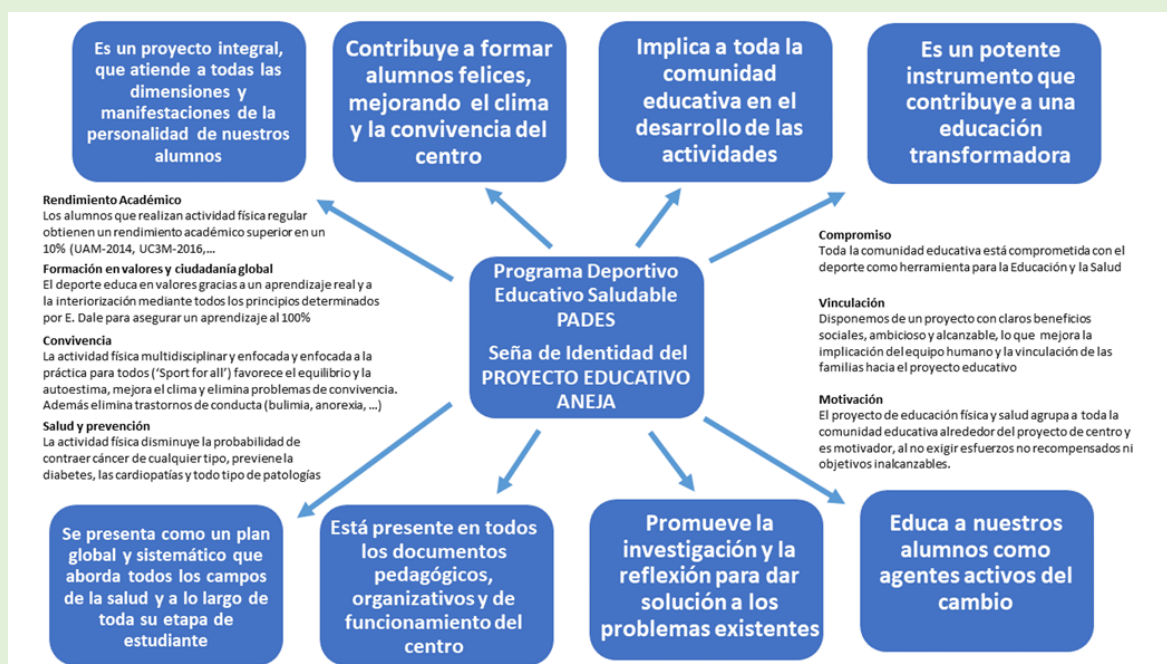 Es un proyecto integral,
que atiende a todas las
dimensiones y
manifestaciones de la
personalidad de nuestros
alumnos
Contribuye a formar
alumnos felices,
mejorando el clima
y la convivencia del
centro
Implica a toda la
comunidad
educativa en el
desarrollo de las
actividades
Es un potente
instrumento que
contribuye a una
educación
transformadora
Rendimiento Académico
Los alumnos que realizan actividad física regular
obtienen un rendimiento académico superior en un
10% (UAM-2014, UC3M-2016,...
Formación en valores y ciudadanía global
El deporte educa en valores gracias a un aprendizaje real y a
la interiorización mediante todos los principios determinados
por E. Dale para asegurar un aprendizaje al 100%
Convivencia
La actividad física multidisciplinar y enfocada y enfocada a la
práctica para todos (‘Sport for all’) favorece el equilibrio y la
autoestima, mejora el clima y elimina problemas de convivencia.
Además elimina trastornos de conducta (bulimia, anorexia, ...)
Salud y prevención
La actividad física disminuye la probabilidad de
contraer cáncer de cualquier tipo, previene la
diabetes, las cardiopatías y todo tipo de patologías
Programa Deportivo
Educativo Saludable
PADES
Seña de Identidad del
PROYECTO EDUCATIVO
ANEJA
Compromiso
Toda la comunidad educativa está comprometida con el
deporte como herramienta para la Educación y la Salud
Vinculación
Disponemos de un proyecto con claros beneficios
sociales, ambicioso y alcanzable, lo que mejora la
implicación del equipo humano y la vinculación de las
familias hacia el proyecto educativo
Motivación
El proyecto de educación física y salud agrupa a toda la
comunidad educativa alrededor del proyecto de centro y
es motivador, al no exigir esfuerzos no recompensados ni
objetivos inalcanzables.
Se presenta como un plan
global y sistemático que
aborda todos los campos
de la salud y a lo largo de
toda su etapa de
estudiante
Está presente en todos
los documentos
pedagógicos,
organizativos y de
funcionamiento del
centro
Promueve la
investigación y la
reflexión para dar
solución a los
problemas existentes
Educa a nuestros
alumnos como
agentes activos del
cambio